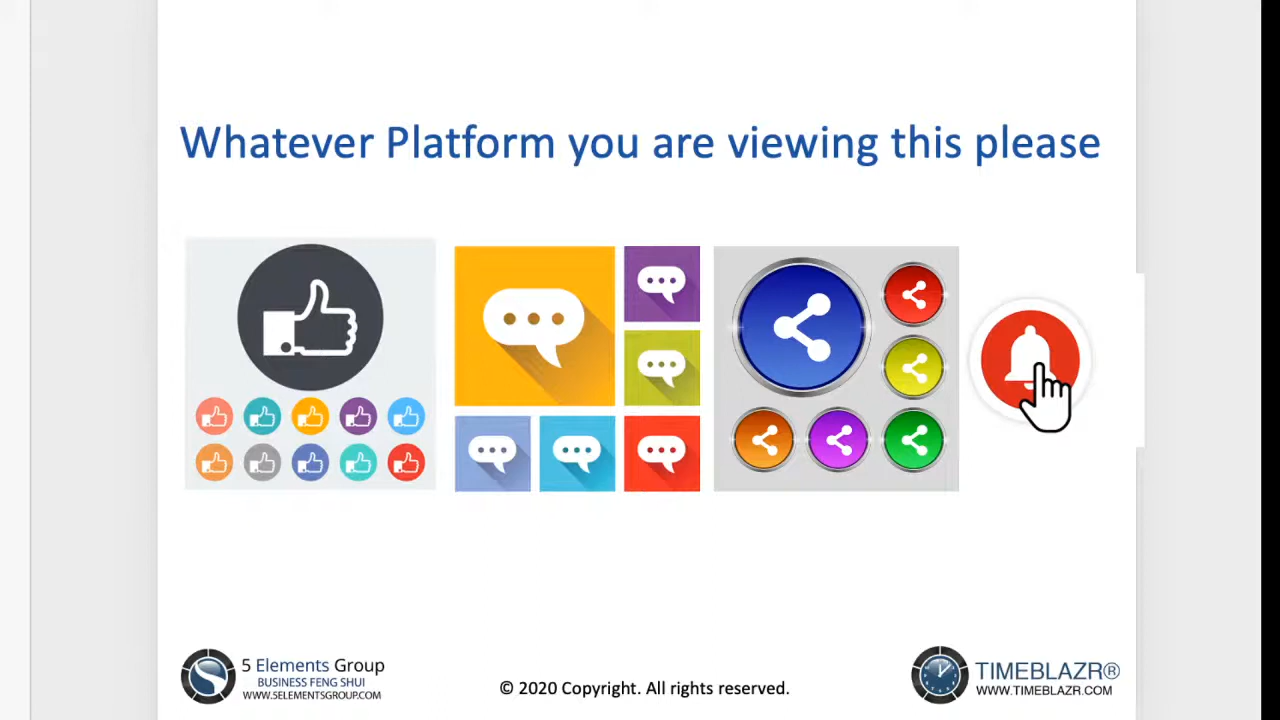 Whatever Platform you are viewing this please
5 Elements Group
BUSINESS FENG SHUI
WWW.5ELEMENTSGROUP.COM
© 2020 Copyright. All rights reserved.
TIMEBLAZR®
WWW.TIMEBLAZR.COM